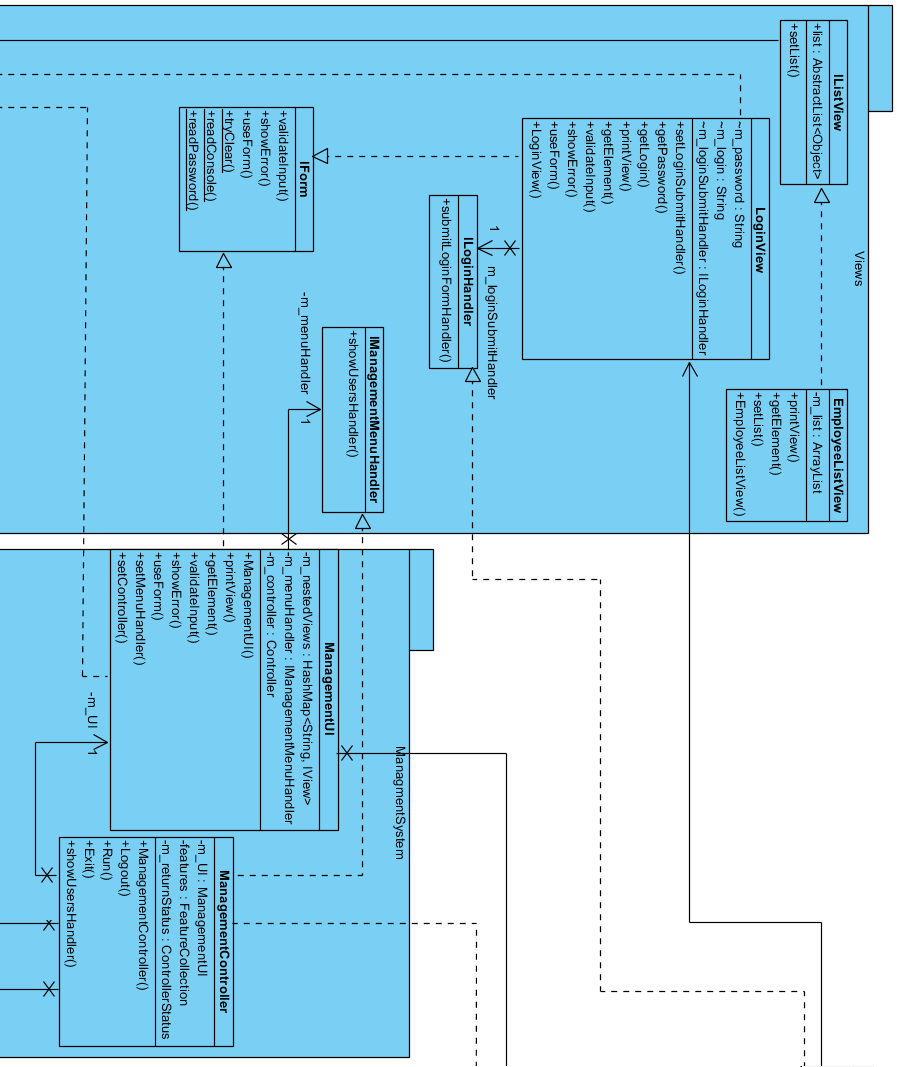 Views
IListView
+list : AbstractList<Object>
+setList()
EmployeeListView
-m_list : ArrayList
+printView()
+getElement()
+setList()
+EmployeeListView()
LoginView
~m_password : String
~m_login : String
~m_loginSubmitHandler : ILoginHandler
+setLoginSubmitHandler()
+getPassword()
+getLogin()
+printView()
+getElement()
+validateInput()
+showError()
+useForm()
+LoginView()
1
m_loginSubmitHandler
ILoginHandler
+submitLoginFormHandler()
IForm
+validateInput()
+showError()
+useForm()
+tryClear()
+readConsole()
+readPassword()
IManagementMenuHandler
+showUsersHandler()
-m_menuHandler
1
ManagmentSystem
ManagementUI
-m_nestedViews : HashMap<String, IView>
-m_menuHandler : IManagementMenuHandler
-m_controller : Controller
+ManagementUI()
+printView()
+getElement()
+validateInput()
+showError()
+useForm()
+setMenuHandler()
+setController()
-m_UI
1
ManagementController
-m_UI : ManagementUI
-features : FeatureCollection
-m_returnStatus : ControllerStatus
+ManagementController()
+Logout()
+Run()
+Exit()
+showUsersHandler()